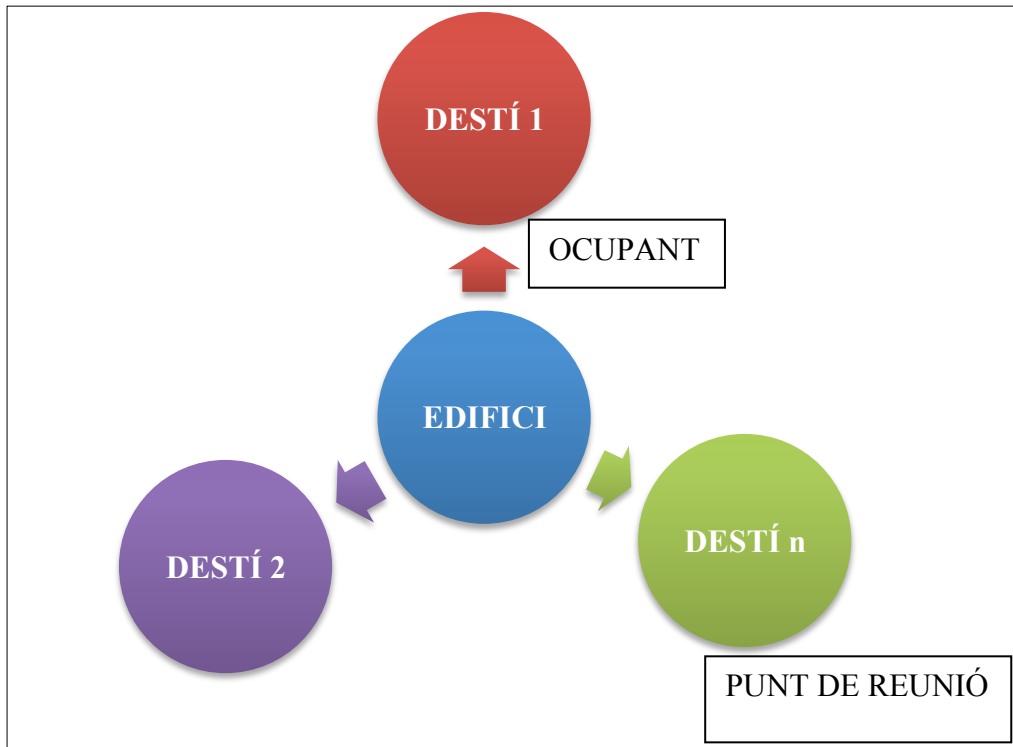 DESTÍ 1
OCUPANT
EDIFICI
DESTÍ n
DESTÍ 2
PUNT DE REUNIÓ